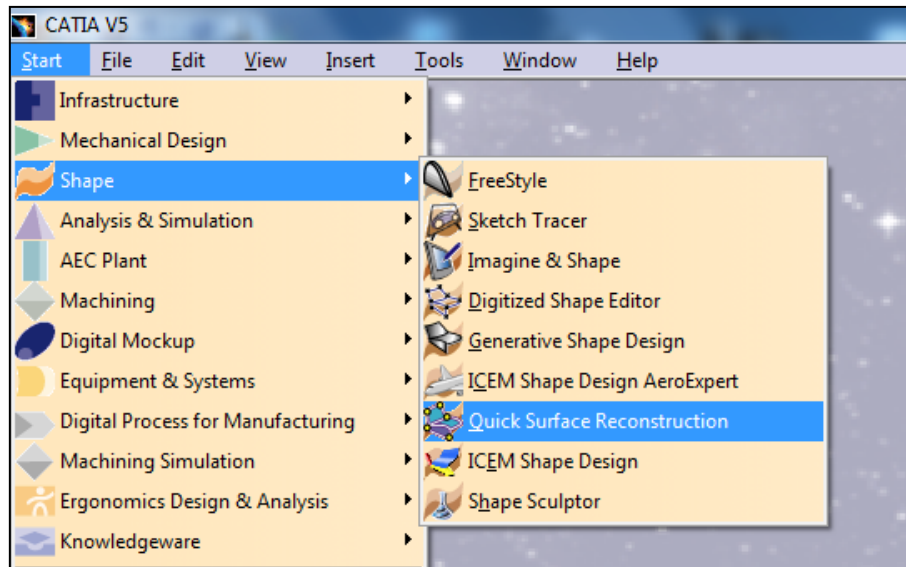 CATIA V5
Start File Edit View Insert Tools Window Help
Infrastructure
Mechanical Design
Shape
Analysis & Simulation
AEC Plant
Machining
Digital Mockup
Equipment & Systems
Digital Process for Manufacturing
Machining Simulation
Ergonomics Design & Analysis
Knowledgeware
FreeStyle
Sketch Tracer
Imagine & Shape
Digitized Shape Editor
Generative Shape Design
ICEM Shape Design AeroExpert
Quick Surface Reconstruction
ICEM Shape Design
Shape Sculptor